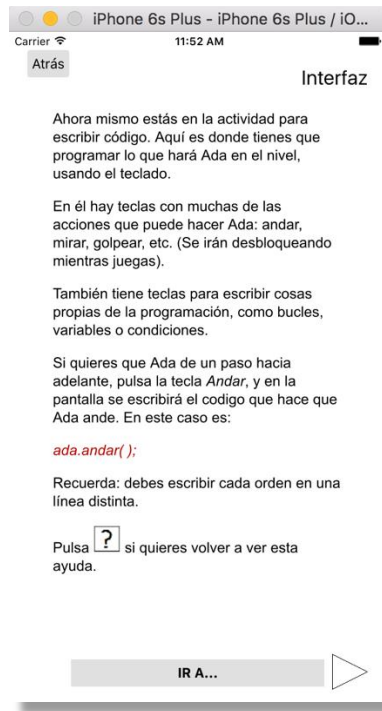 iPhone 6s Plus - iPhone 6s Plus / iO...
Carrier 11:52 AM
Atrás
Interfaz
Ahora mismo estás en la actividad para
escribir código. Aquí es donde tienes que
programar lo que hará Ada en el nivel,
usando el teclado.
En él hay teclas con muchas de las
acciones que puede hacer Ada: andar,
mirar, golpear, etc. (Se irán desbloqueando
mientras juegas).
También tiene teclas para escribir cosas
propias de la programación, como bucles,
variables o condiciones.
Si quieres que Ada de un paso hacia
adelante, pulsa la tecla Andar, y en la
pantalla se escribirá el codigo que hace que
Ada ande. En este caso es:
ada.andar( );
Recuerda: debes escribir cada orden en una
línea distinta.
Pulsa ? si quieres volver a ver esta
ayuda.
IR A...